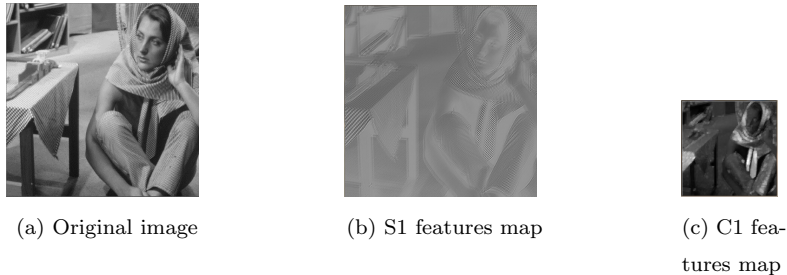 (a) Original image
(b) S1 features map
(c) C1 fea-
tures map